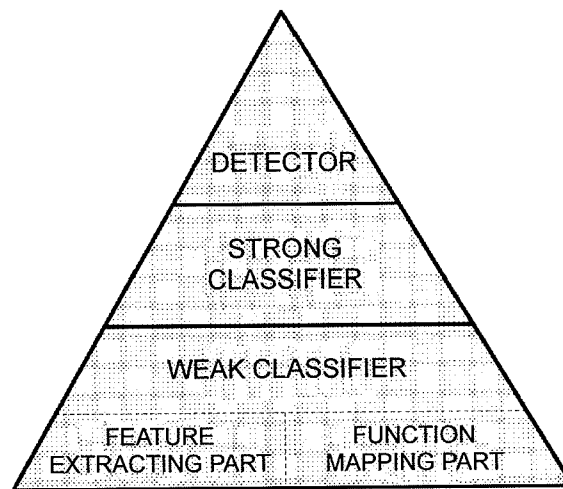 DETECTOR
STRONG
CLASSIFIER
WEAK CLASSIFIER
FEATURE
EXTRACTING PART
FUNCTION
MAPPING PART